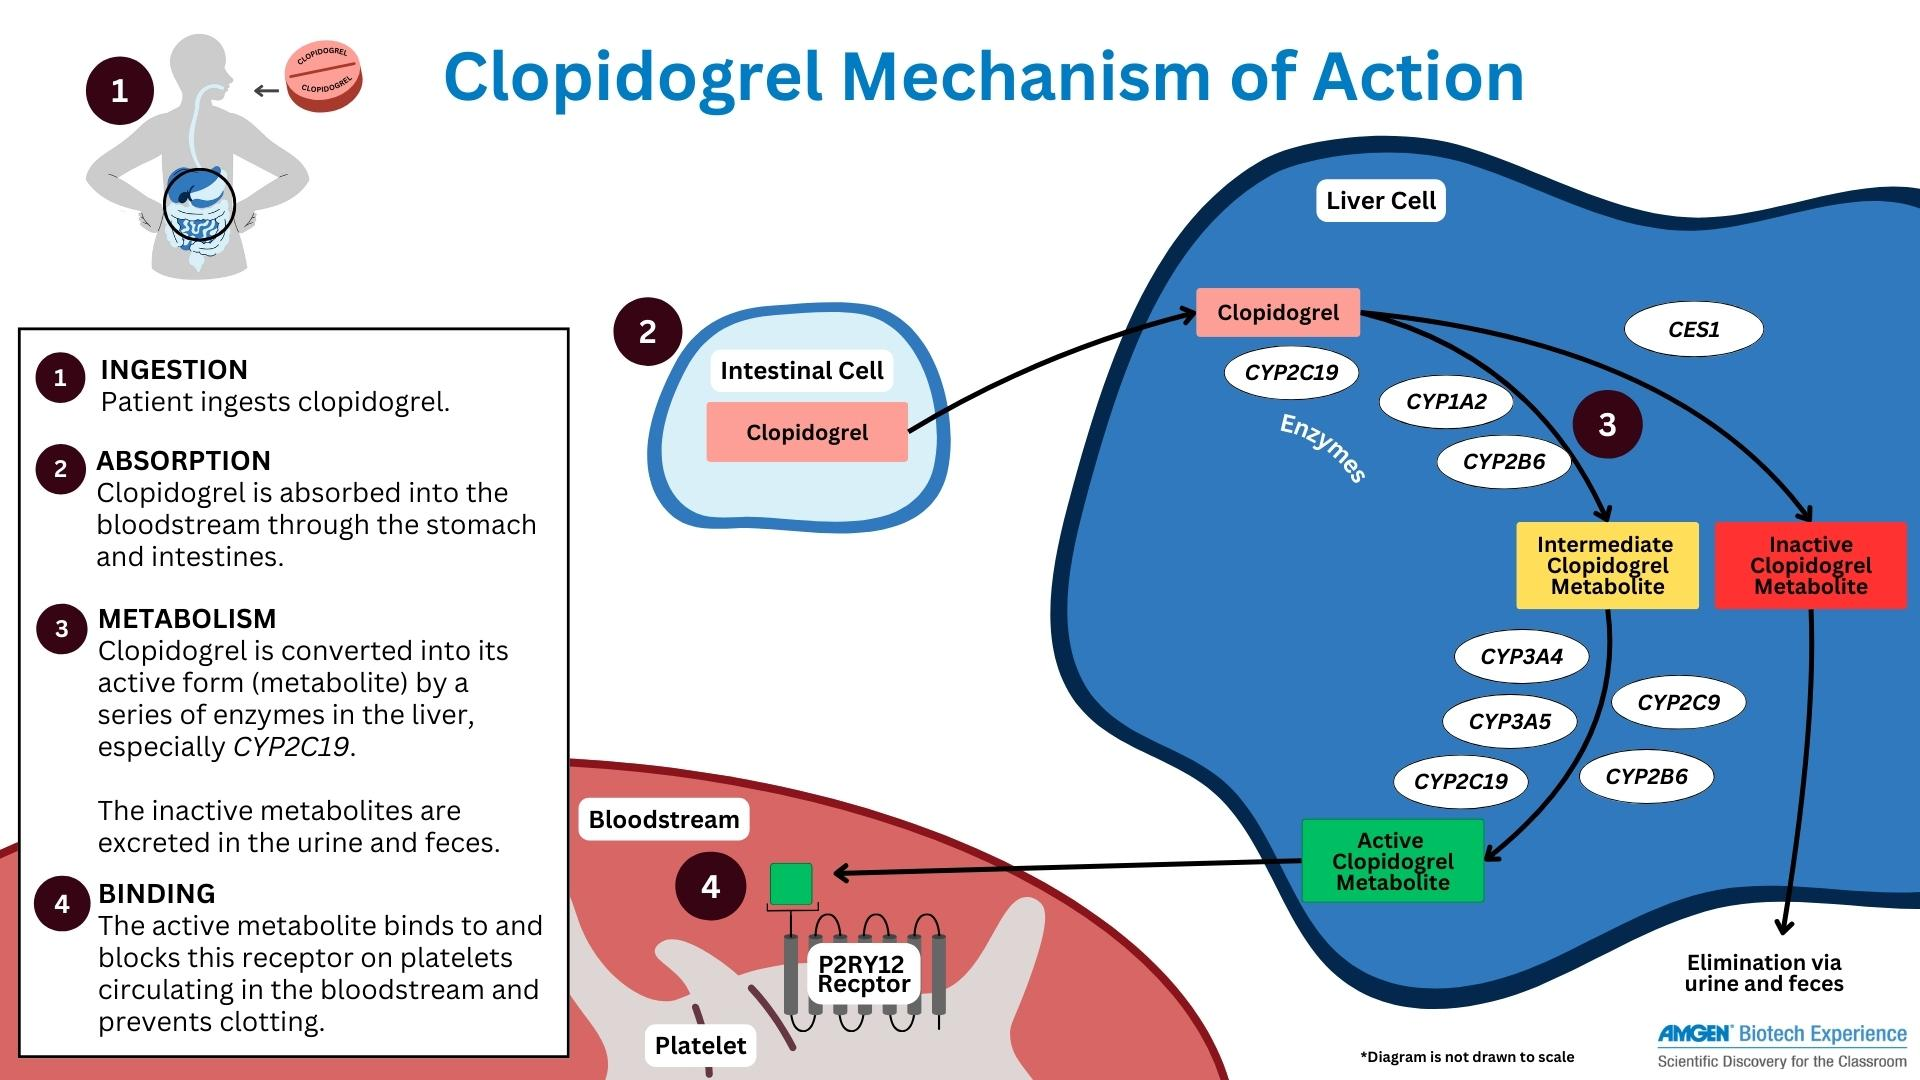 Clopidogrel Mechanism of Action
1
CLOPIDOGREL
CLOPIDOGREL
1
INGESTION
Patient ingests clopidogrel.
2
ABSORPTION
Clopidogrel is absorbed into the
bloodstream through the stomach
and intestines.
3
METABOLISM
Clopidogrel is converted into its
active form (metabolite) by a
series of enzymes in the liver,
especially CYP2C19.
The inactive metabolites are
excreted in the urine and feces.
4
BINDING
The active metabolite binds to and
blocks this receptor on platelets
circulating in the bloodstream and
prevents clotting.
2
Intestinal Cell
Clopidogrel
Liver Cell
Clopidogrel
CES1
CYP2C19
CYP1A2
CYP2B6
Enzymes
3
Intermediate
Clopidogrel
Metabolite
Inactive
Clopidogrel
Metabolite
CYP3A4
CYP2C9
CYP3A5
CYP2C19
CYP2B6
Active
Clopidogrel
Metabolite
Elimination via
urine and feces
Bloodstream
4
P2RY12
Recptor
Platelet
*Diagram is not drawn to scale
AMGEN Biotech Experience
Scientific Discovery for the Classroom